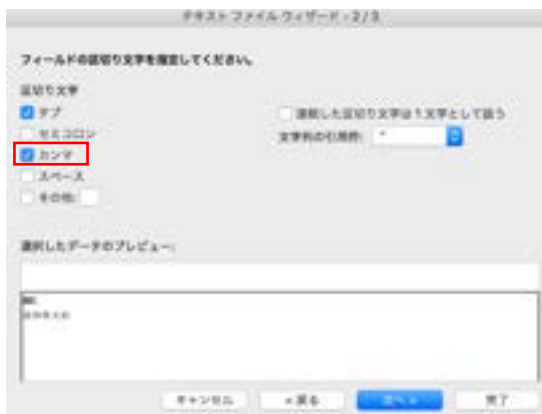 テキスト ファイル ウィザード - 2 / 3
フィールドの区切り文字を指定してください。
区切り文字
タブ
セミコロン
カンマ
スペース
その他:
連続した区切り文字は 1 文字として扱う
文字列の引用符:
選択したデータのプレビュー:
キャンセル
< 戻る
次へ >
完了